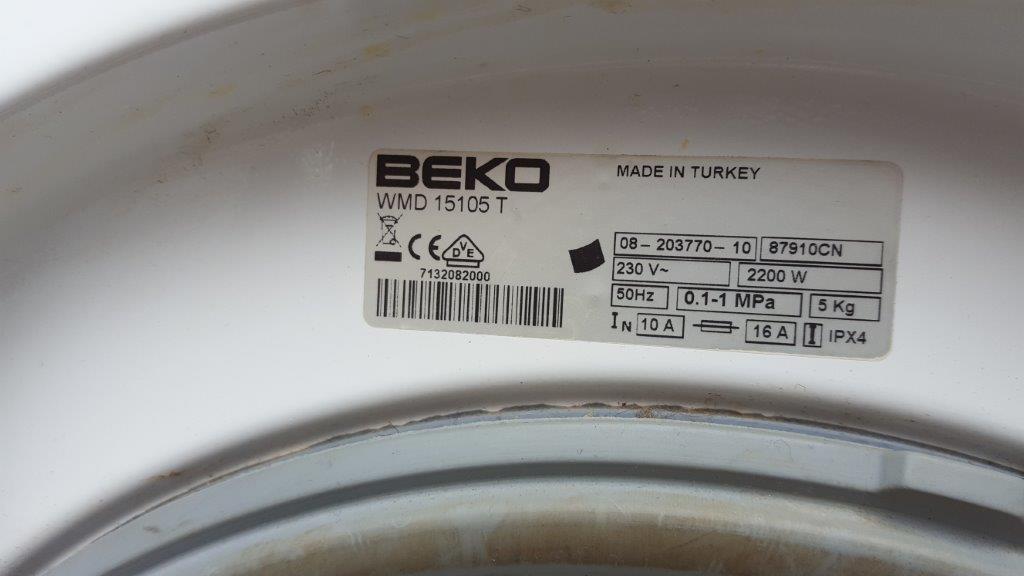 BEKO
WMD 15105 T
MADE IN TURKEY
CE DVE
7132082000
08-203770-10 87910CN
230 V~ 2200 W
50Hz 0.1-1 MPa 5 Kg
IN 10 A 16 A I IPX4